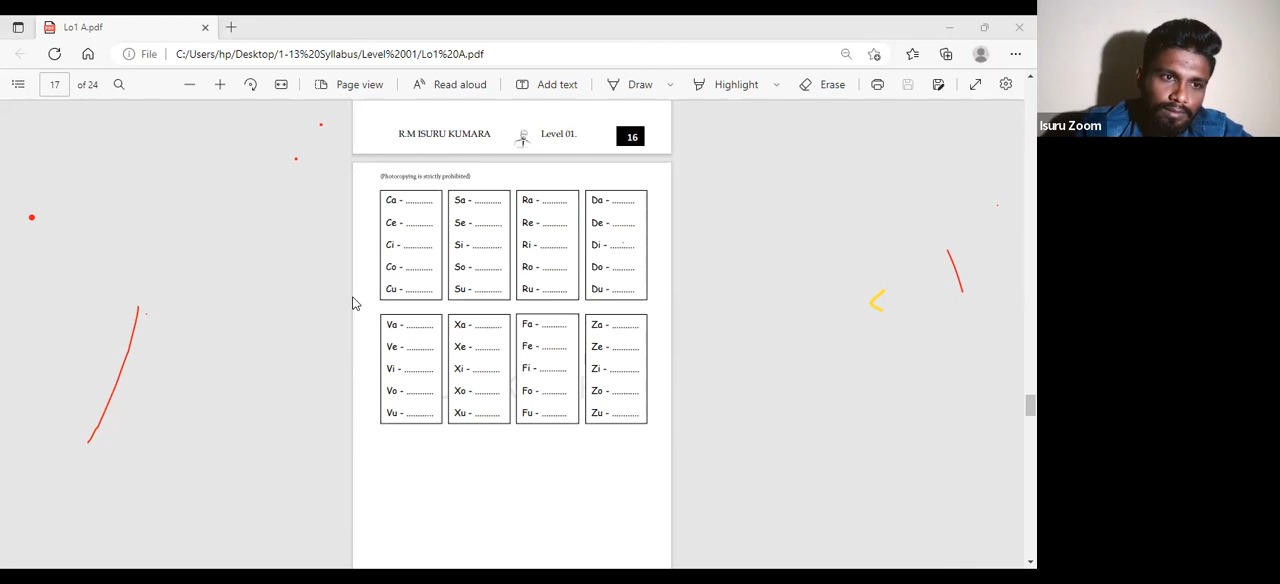 Lo1 A.pdf
File C:/Users/hp/Desktop/1-13%20Syllabus/Level%2001/Lo1%20A.pdf
17 of 24 Page view Read aloud Add text Draw Highlight Erase
Isuru Zoom
R.M ISURU KUMARA Level 01. 16
(Photocopying is strictly prohibited)
Ca - ............ Sa - ............ Ra - ........... Da - ..........
Ce - ............ Se - ............ Re - ........... De - ..........
Ci - ............. Si - ............ Ri - ............ Di - ...........
Co - ............ So - ............ Ro - ........... Do - ..........
Cu - ............ Su - ............ Ru - ........... Du - ..........
Va - ............ Xa - ........... Fa - ........... Za - ............
Ve - ............ Xe - ........... Fe - ........... Ze - ............
Vi - ............. Xi - ............ Fi - ............ Zi - .............
Vo - ............ Xo - ........... Fo - ........... Zo - ............
Vu - ............ Xu - ........... Fu - ........... Zu - ............